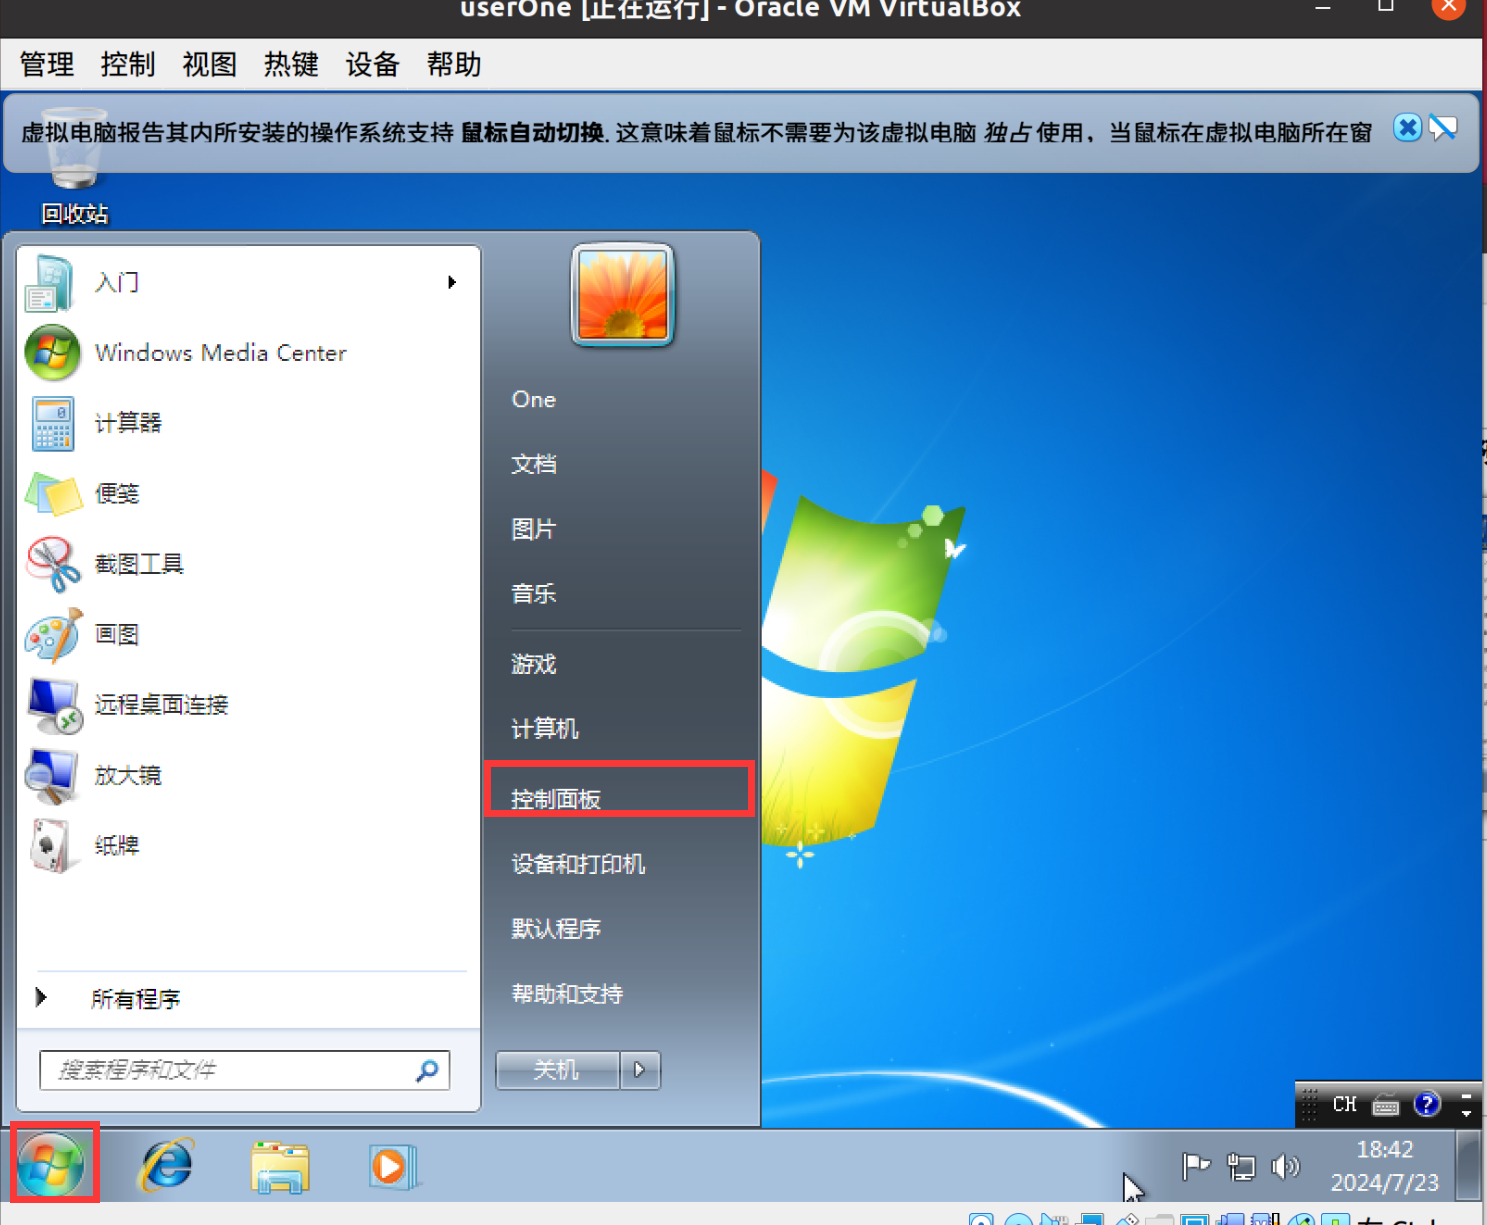 userOne [正在运行] - Oracle VM VirtualBox
管理 控制 视图 热键 设备 帮助
虚拟电脑报告其内所安装的操作系统支持 鼠标自动切换. 这意味着鼠标不需要为该虚拟电脑 独占 使用，当鼠标在虚拟电脑所在窗
回收站
入门
Windows Media Center
计算器
便笺
截图工具
画图
远程桌面连接
放大镜
纸牌
所有程序
搜索程序和文件
One
文档
图片
音乐
游戏
计算机
控制面板
设备和打印机
默认程序
帮助和支持
关机
CH
18:42
2024/7/23